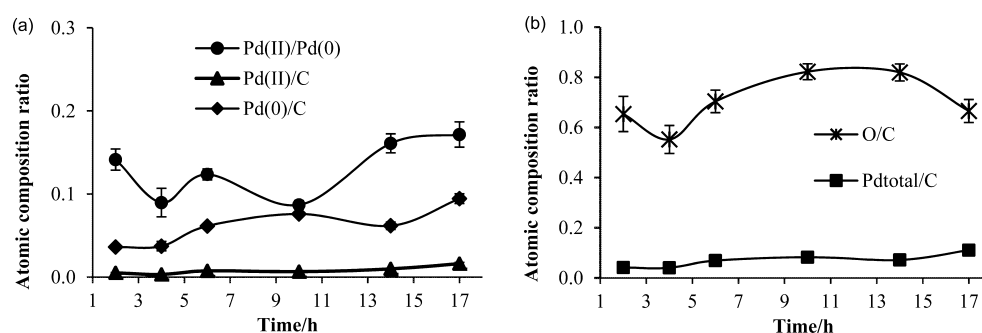 (a)
0.3
0.2
0.1
0.0
Atomic composition ratio
Pd(II)/Pd(0)
Pd(II)/C
Pd(0)/C
1 3 5 7 9 11 13 15 17
Time/h
(b)
1.0
0.8
0.6
0.4
0.2
0.0
Atomic composition ratio
O/C
Pdtotal/C
1 3 5 7 9 11 13 15 17
Time/h